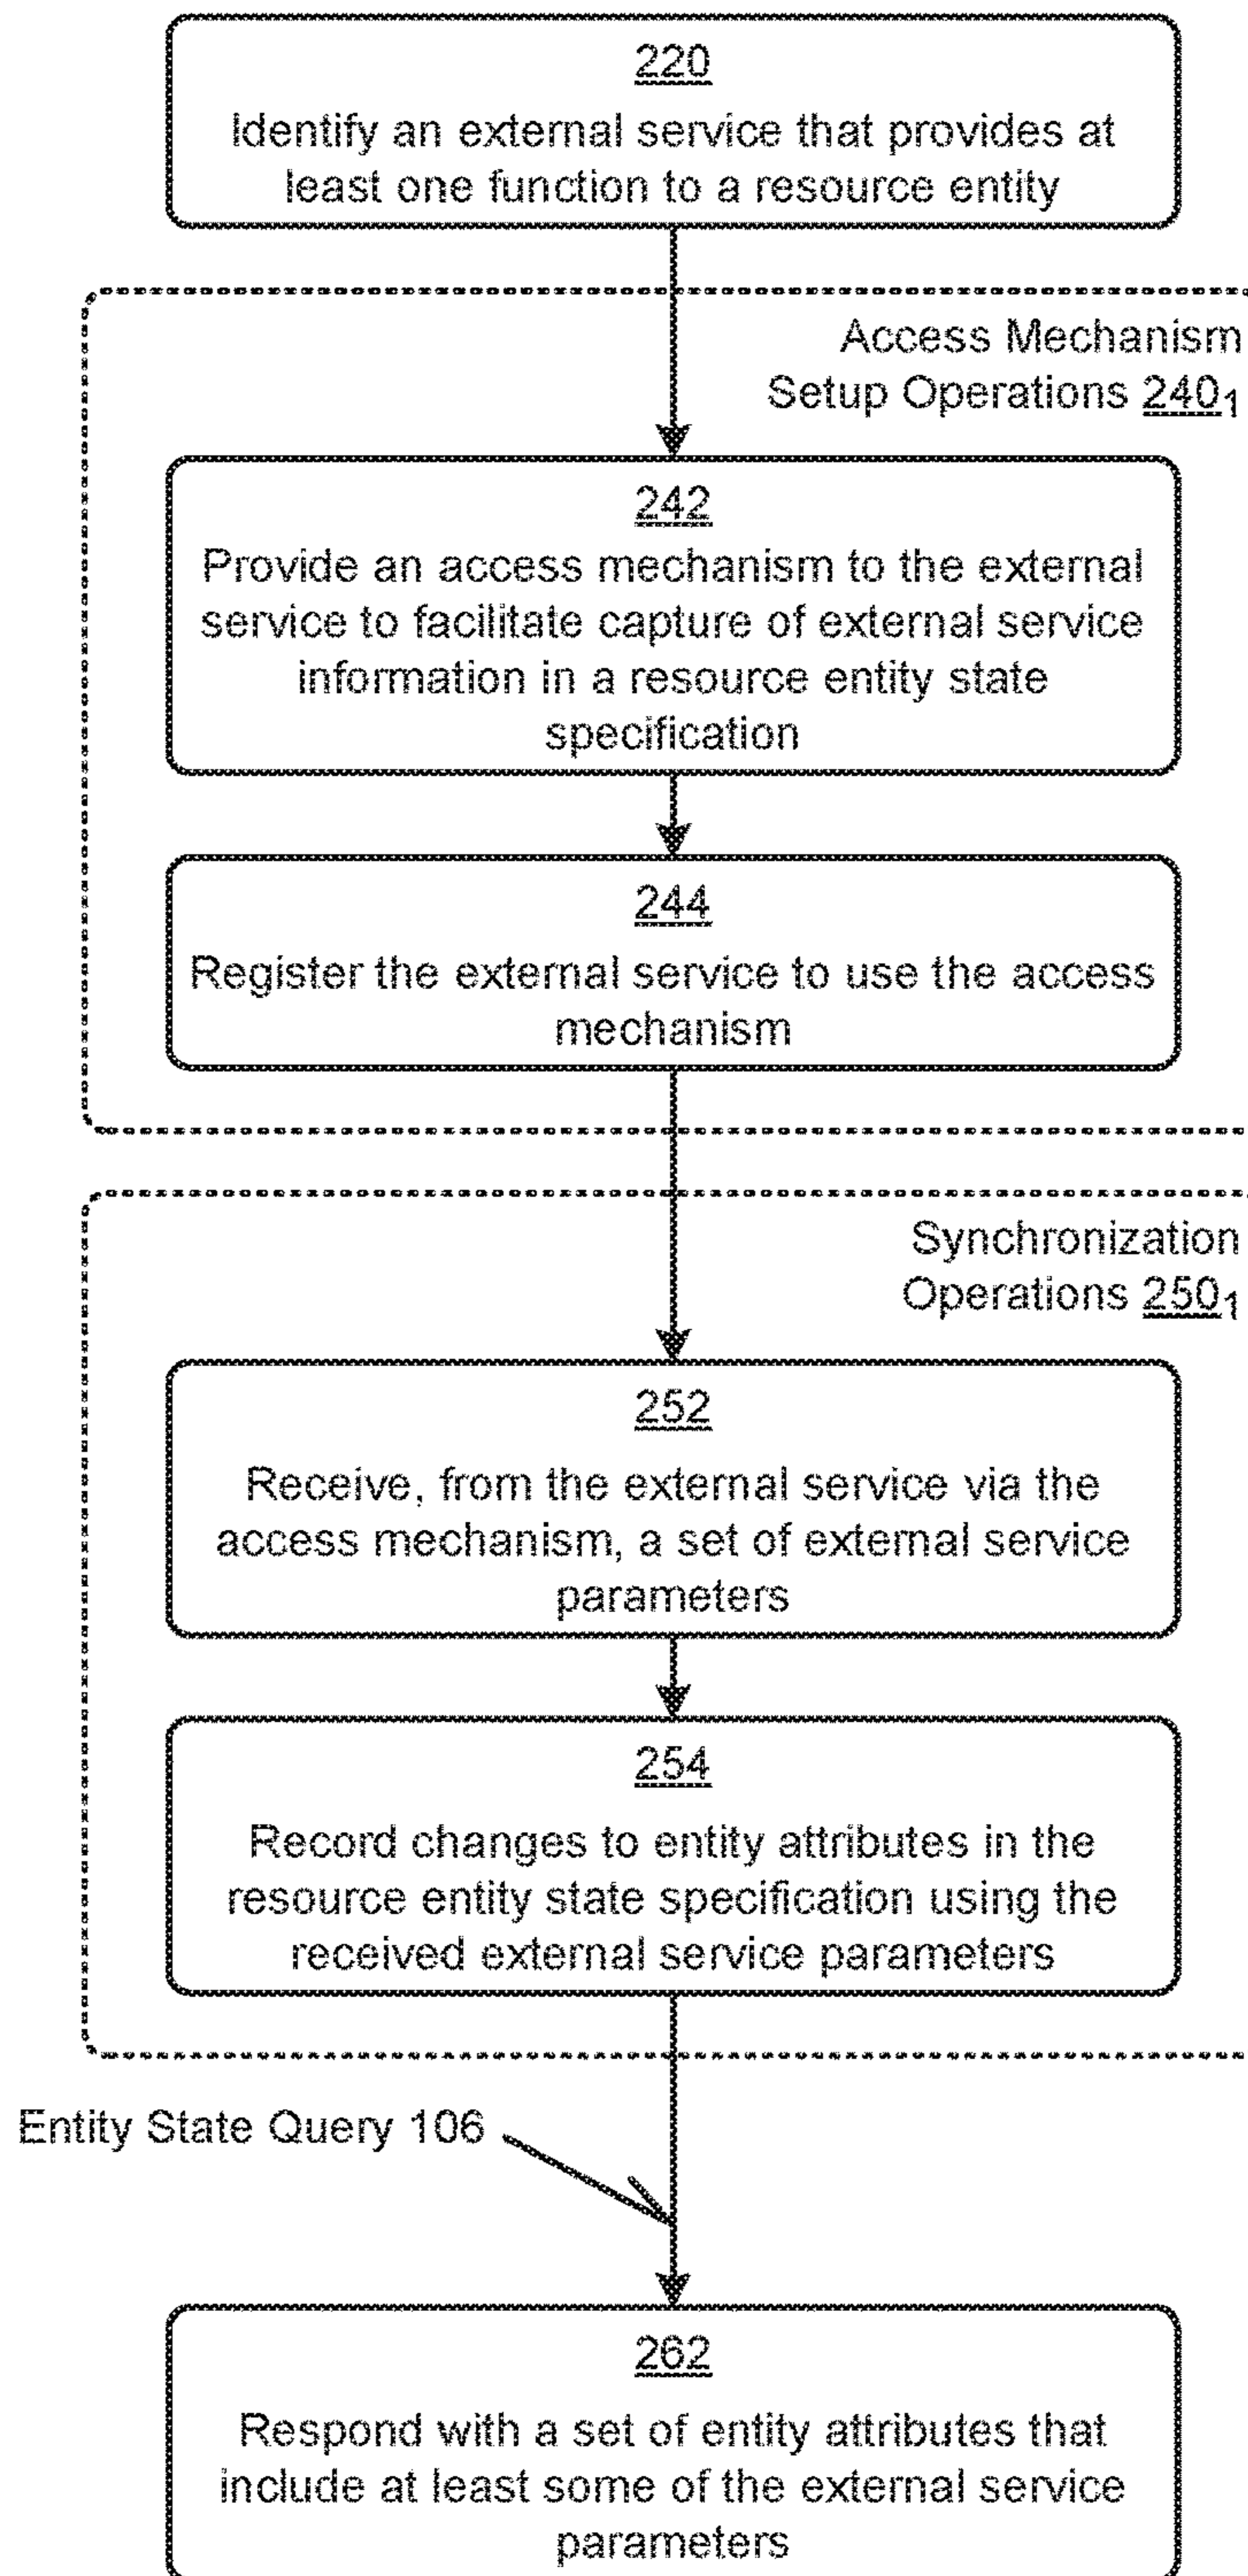 220
Identify an external service that provides at
least one function to a resource entity
Access Mechanism
Setup Operations 240₁
242
Provide an access mechanism to the external
service to facilitate capture of external service
information in a resource entity state
specification
244
Register the external service to use the access
mechanism
Synchronization
Operations 250₁
252
Receive, from the external service via the
access mechanism, a set of external service
parameters
254
Record changes to entity attributes in the
resource entity state specification using the
received external service parameters
Entity State Query 106
262
Respond with a set of entity attributes that
include at least some of the external service
parameters